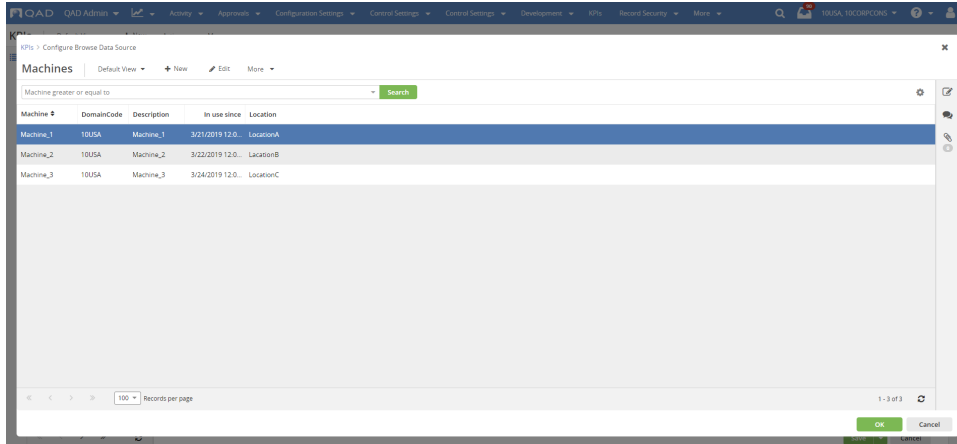 QAD QAD Admin Activity Approvals Configuration Settings Control Settings Control Settings Development KPIs Record Security More 10USA, 10CORPCONS
KPIs > Configure Browse Data Source
Machines Default View + New Edit More
Machine greater or equal to Search
Machine DomainCode Description In use since Location
Machine_1 10USA Machine_1 3/21/2019 12:0... LocationA
Machine_2 10USA Machine_2 3/22/2019 12:0... LacationB
Machine_3 10USA Machine_3 3/24/2019 12:0... LocationC
0
100 Records per page 1 - 3 of 3
OK Cancel
Save Cancel